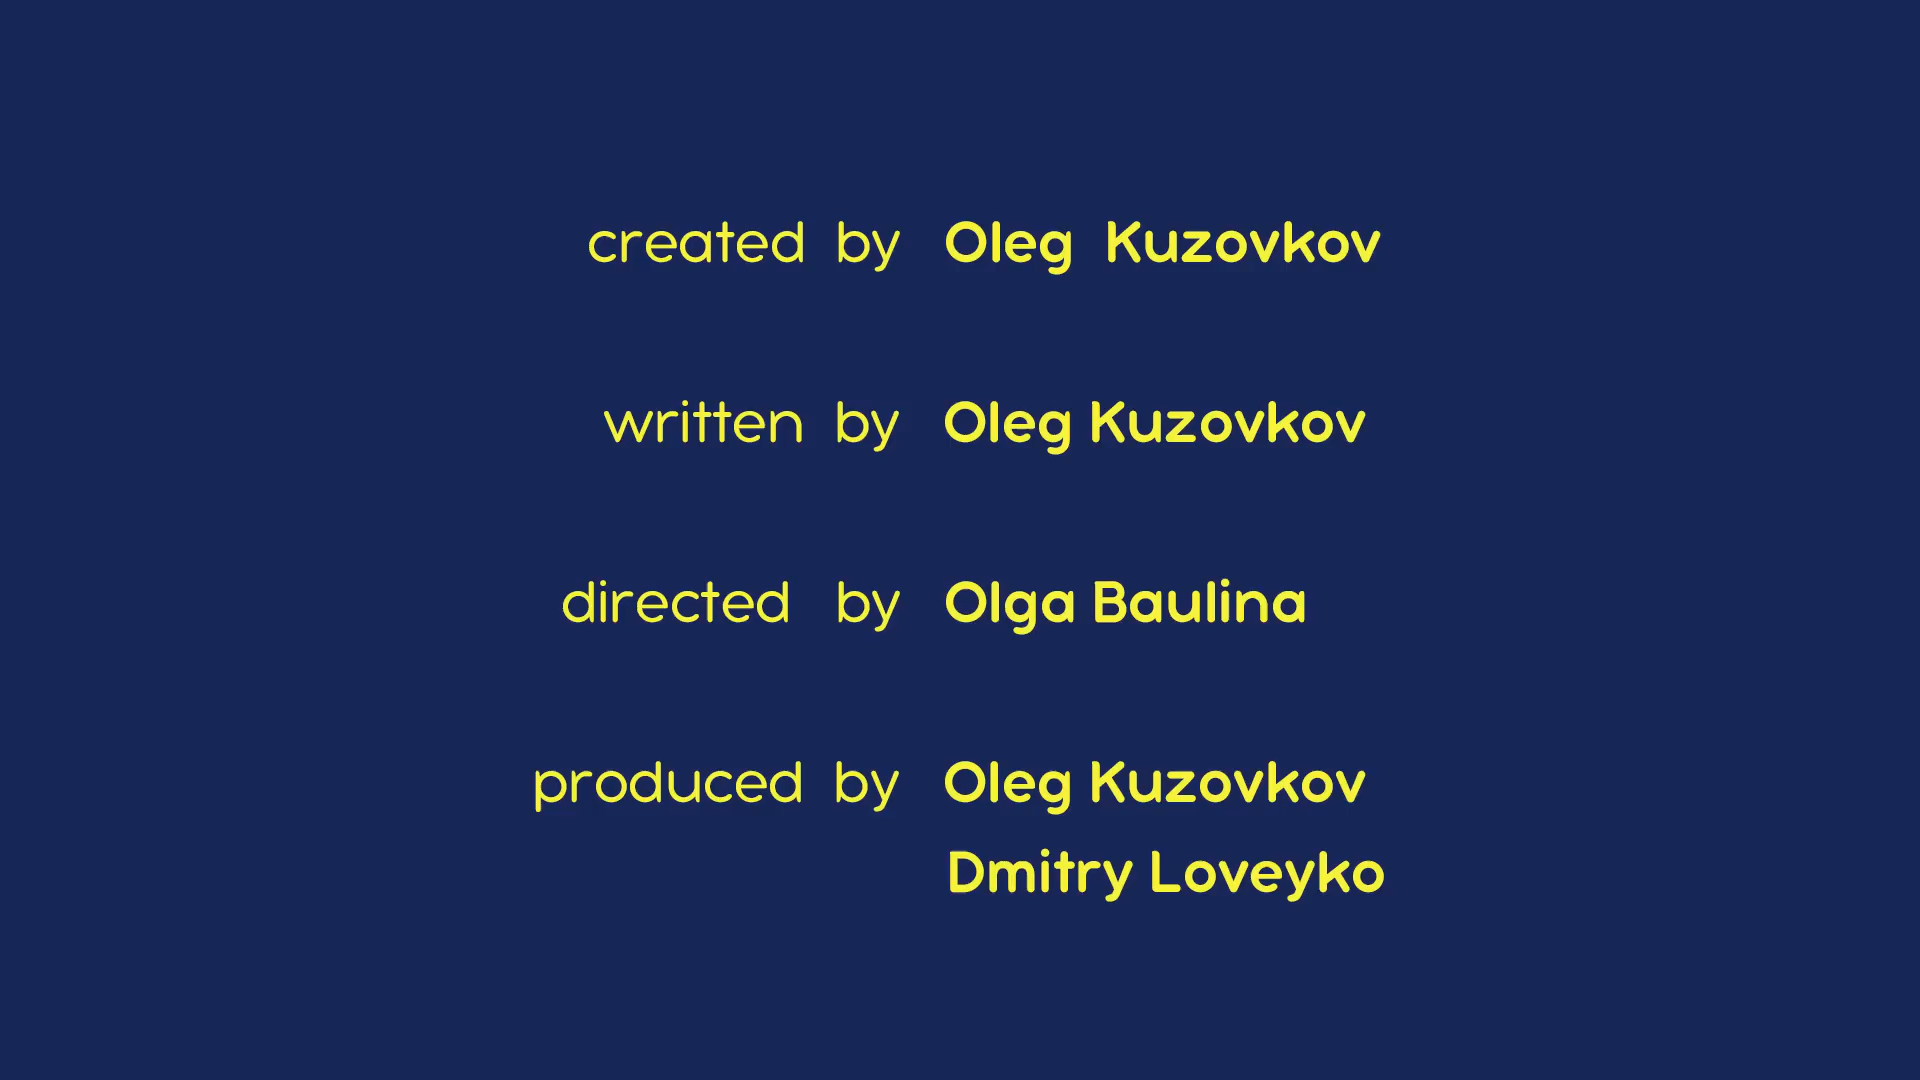 created by Oleg Kuzovkov
written by Oleg Kuzovkov
directed by Olga Baulina
produced by Oleg Kuzovkov
Dmitry Loveyko